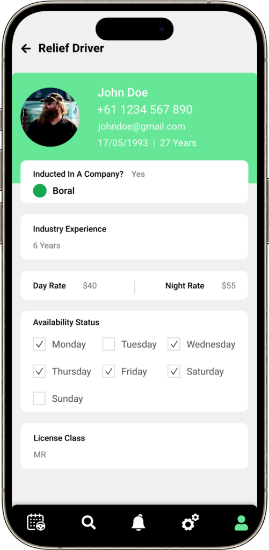 Relief Driver
John Doe
+61 1234 567 890
johndoe@gmail.com
17/05/1993 | 27 Years
Inducted In A Company? Yes
Boral
Industry Experience
6 Years
Day Rate $40 Night Rate $55
Availability Status
Monday Tuesday Wednesday
Thursday Friday Saturday
Sunday
License Class
MR